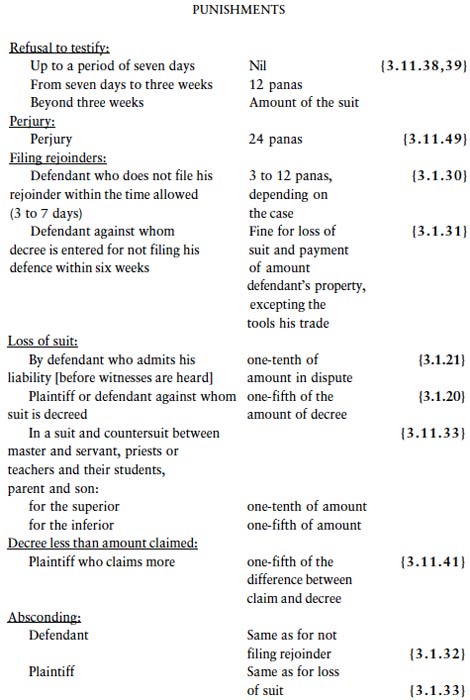 PUNISHMENTS
Refusal to testify:
Up to a period of seven days Nil {3.11.38,39}
From seven days to three weeks 12 panas
Beyond three weeks Amount of the suit
Perjury:
Perjury 24 panas {3.11.49}
Filing rejoinders:
Defendant who does not file his 3 to 12 panas, {3.1.30}
rejoinder within the time allowed depending on
(3 to 7 days) the case
Defendant against whom Fine for loss of {3.1.31}
decree is entered for not filing his suit and payment
defence within six weeks of amount
defendant's property,
excepting the
tools his trade
Loss of suit:
By defendant who admits his one-tenth of {3.1.21}
liability [before witnesses are heard] amount in dispute
Plaintiff or defendant against whom one-fifth of the {3.1.20}
suit is decreed amount of decree
In a suit and countersuit between {3.11.33}
master and servant, priests or
teachers and their students,
parent and son:
for the superior one-tenth of amount
for the inferior one-fifth of amount
Decree less than amount claimed:
Plaintiff who claims more one-fifth of the {3.11.41}
difference between
claim and decree
Absconding:
Defendant Same as for not
filing rejoinder {3.1.32}
Plaintiff Same as for loss
of suit {3.1.33}